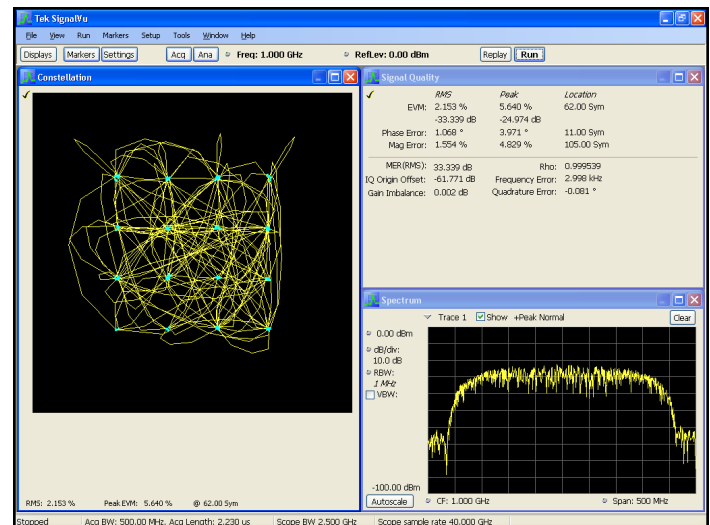 Tek SignalVu
File View Run Markers Setup Tools Window Help
Displays Markers Settings Acq Ana Freq: 1.000 GHz RefLev: 0.00 dBm Replay Run
Constellation
RMS: 2.153 % PeakEVM: 5.640 % @ 62.00 Sym
Signal Quality
RMS Peak Location
EVM: 2.153 % 5.640 % 62.00 Sym
-33.339 dB -24.974 dB
Phase Error: 1.068 ° 3.971 ° 11.00 Sym
Mag Error: 1.554 % 4.829 % 105.00 Sym
MER(RMS): 33.339 dB Rho: 0.999539
IQ Origin Offset: -61.771 dB Frequency Error: 2.998 kHz
Gain Imbalance: 0.002 dB Quadrature Error: -0.081 °
Spectrum
Trace 1 Show +Peak Normal Clear
0.00 dBm
dB/div:
10.0 dB
RBW:
1 MHz
VBW:
-100.00 dBm
Autoscale CF: 1.000 GHz Span: 500 MHz
Stopped Acq BW: 500.00 MHz, Acq Length: 2.230 us Scope BW 2.500 GHz Scope sample rate 40.000 GHz